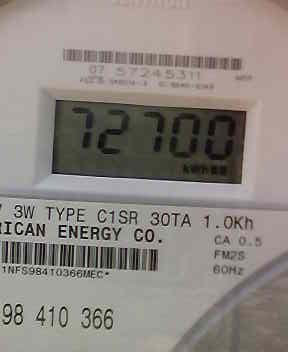 07 57245311
72700
kWh
3W TYPE C1SR 30TA 1.0Kh
RICAN ENERGY CO.
CA 0.5
FM2S
60Hz
1NFS98410366MEC*
98 410 366